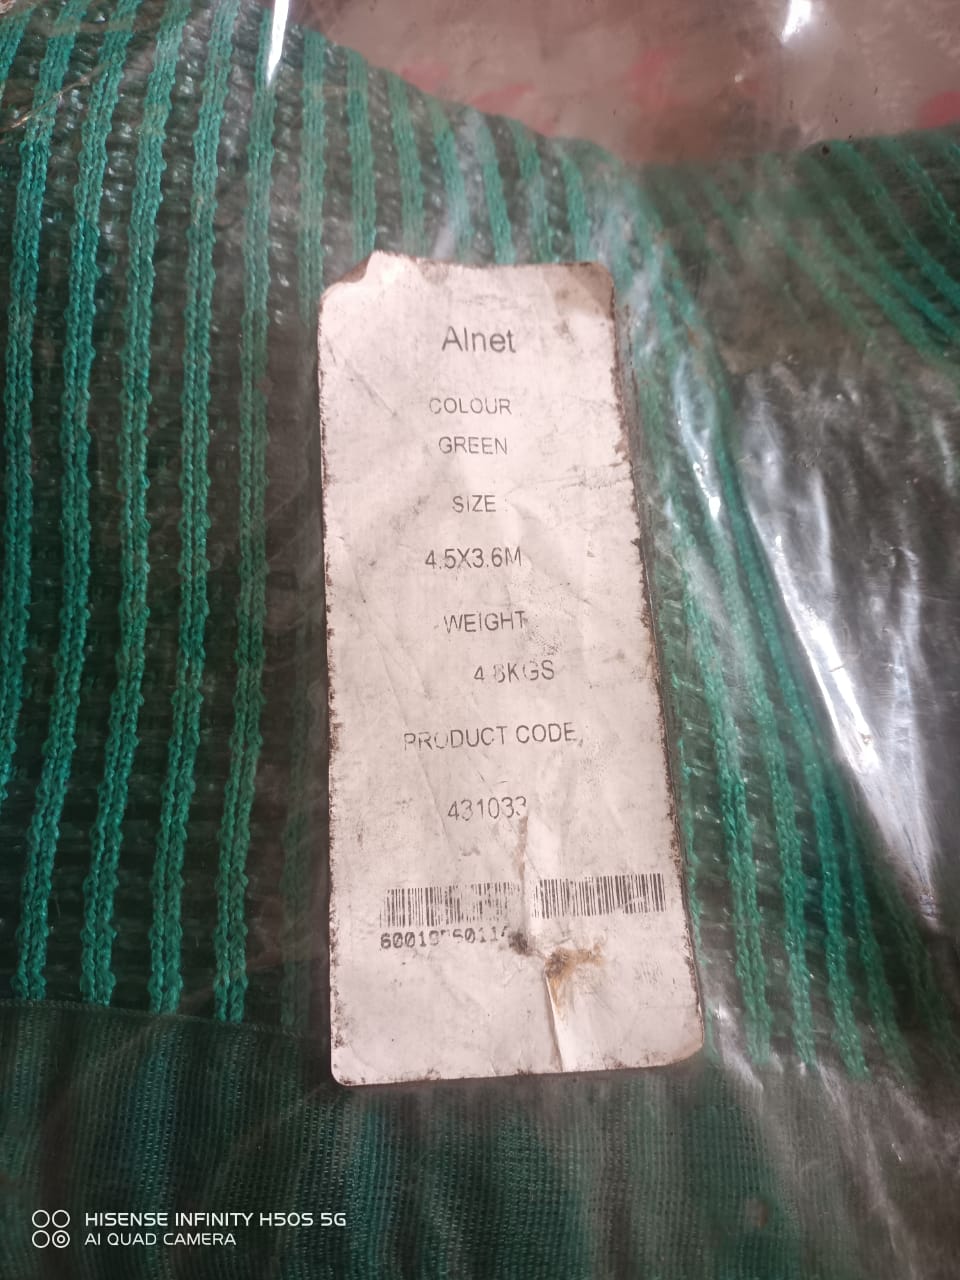 Alnet
COLOUR
GREEN
SIZE
4.5X3.6M
WEIGHT
PRODUCT CODE
431033
HISENSE INFINITY H50S 5G
AI QUAD CAMERA